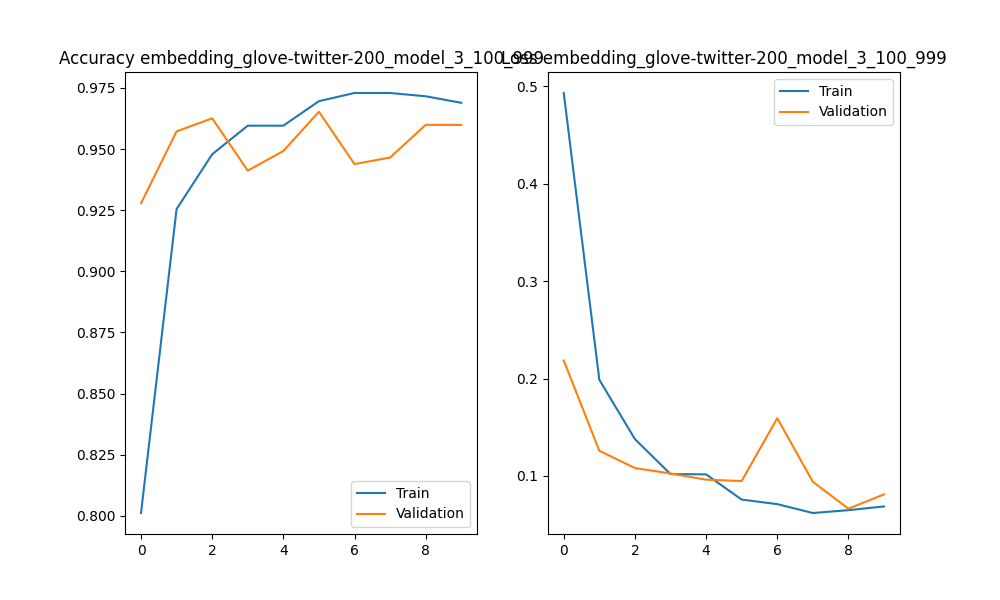 Accuracy embedding_glove-twitter-200_model_3_100_999
Loss embedding_glove-twitter-200_model_3_100_999
0.975
0.950
0.925
0.900
0.875
0.850
0.825
0.800
0 2 4 6 8
Train
Validation
0.5
0.4
0.3
0.2
0.1
0 2 4 6 8
Train
Validation